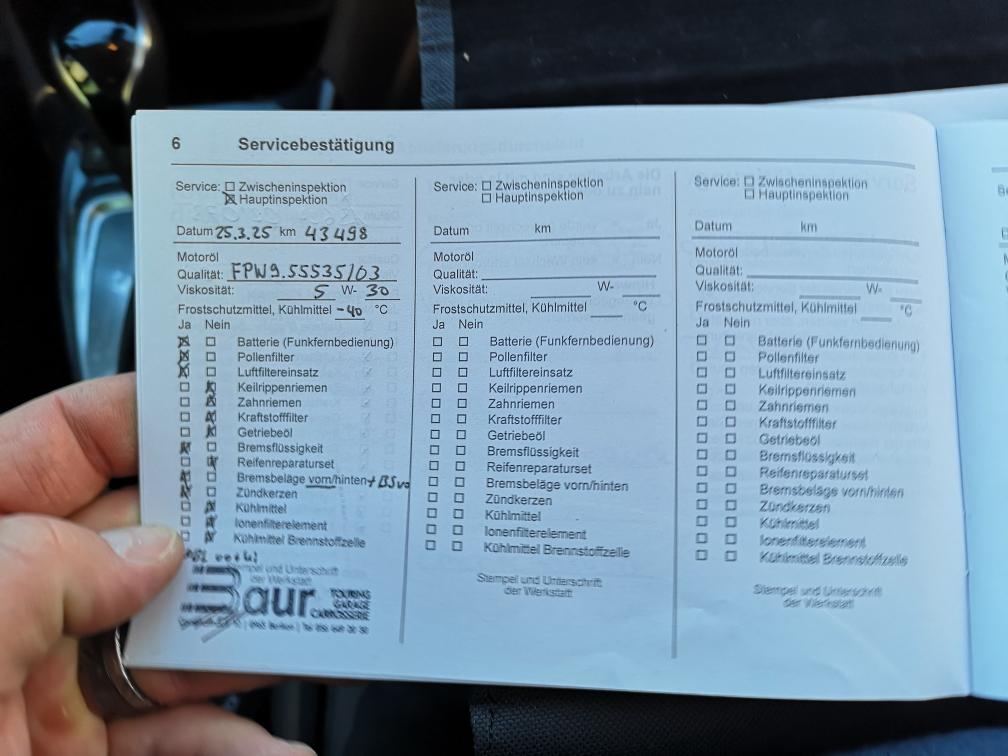 6 Servicebestätigung
Service: Zwischeninspektion
Hauptinspektion
Datum 25.3.25 km 43498
Motoröl
Qualität: FPW9.55535/03
Viskosität: 5 W- 30
Frostschutzmittel, Kühlmittel -40 °C
Ja Nein
Batterie (Funkfernbedienung)
Pollenfilter
Luftfiltereinsatz
Keilrippenriemen
Zahnriemen
Kraftstofffilter
Getriebeöl
Bremsflüssigkeit
Reifenreparaturset
Bremsbeläge vorn/hinten + BSvo
Zündkerzen
Kühlmittel
Ionenfilterelement
Kühlmittel Brennstoffzelle
Stempel und Unterschrift
der Werkstatt
Baur
TOURING
GARAGE
CARROSSERIE
Service: Zwischeninspektion
Hauptinspektion
Datum km
Motoröl
Qualität:
Viskosität: W-
Frostschutzmittel, Kühlmittel °C
Ja Nein
Batterie (Funkfernbedienung)
Pollenfilter
Luftfiltereinsatz
Keilrippenriemen
Zahnriemen
Kraftstofffilter
Getriebeöl
Bremsflüssigkeit
Reifenreparaturset
Bremsbeläge vorn/hinten
Zündkerzen
Kühlmittel
Ionenfilterelement
Kühlmittel Brennstoffzelle
Stempel und Unterschrift
der Werkstatt
Service: Zwischeninspektion
Hauptinspektion
Datum km
Motoröl
Qualität:
Viskosität: W-
Frostschutzmittel, Kühlmittel °C
Ja Nein
Batterie (Funkfernbedienung)
Pollenfilter
Luftfiltereinsatz
Keilrippenriemen
Zahnriemen
Kraftstofffilter
Getriebeöl
Bremsflüssigkeit
Reifenreparaturset
Bremsbeläge vorn/hinten
Zündkerzen
Kühlmittel
Ionenfilterelement
Kühlmittel Brennstoffzelle
Stempel und Unterschrift
der Werkstatt